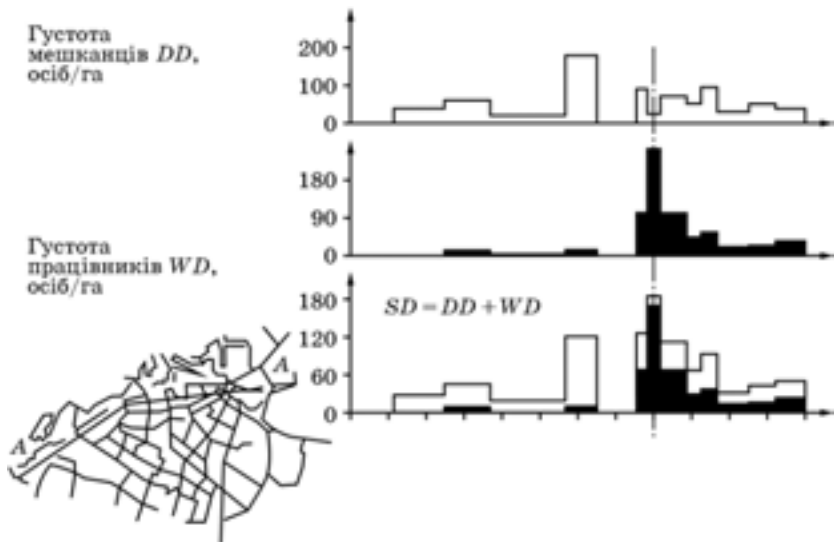 Густота
мешканців DD,
осіб/га
200
100
0
180
90
0
Густота
працівників WD,
осіб/га
180
120
60
0
SD = DD + WD
A
A